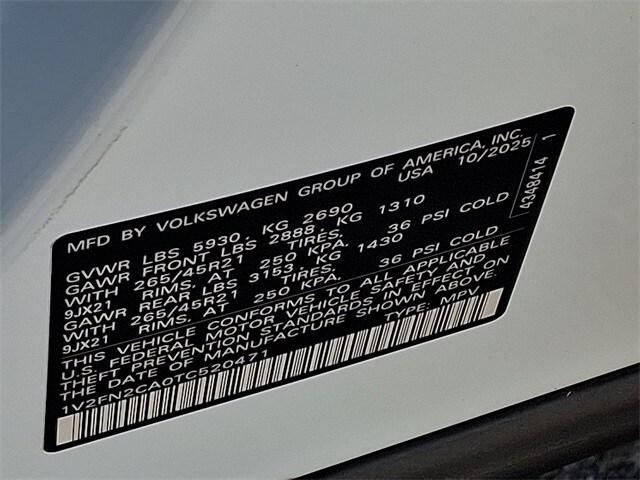 MFD BY VOLKSWAGEN GROUP OF AMERICA, INC.
USA 10/2025
GVWR LBS 5930, KG 2690
GAWR FRONT LBS 2888, KG 1310
WITH 265/45R21 TIRES,
9JX21 RIMS, AT 250 KPA. 36 PSI COLD
GAWR REAR LBS 3153, KG 1430
WITH 265/45R21 TIRES,
9JX21 RIMS. AT 250 KPA. 36 PSI COLD
THIS VEHICLE CONFORMS TO ALL APPLICABLE
U.S. FEDERAL MOTOR VEHICLE SAFETY AND
THEFT PREVENTION STANDARDS IN EFFECT ON
THE DATE OF MANUFACTURE SHOWN ABOVE.
1V2FN2CA0TC520471 TYPE: MPV
4348414 1